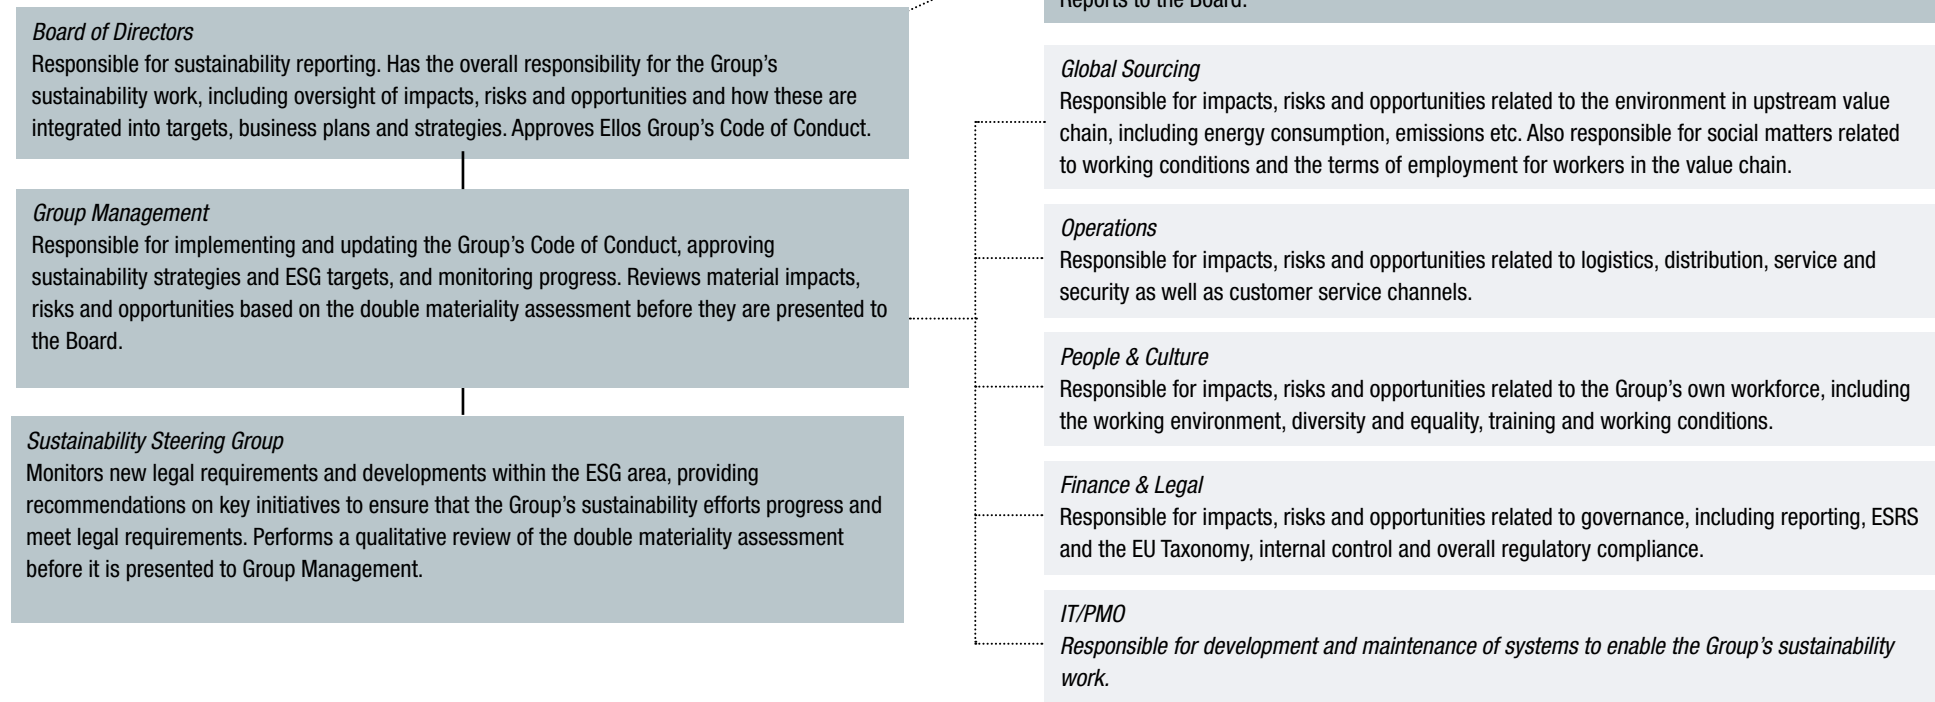 Reports to the Board.
Board of Directors
Responsible for sustainability reporting. Has the overall responsibility for the Group's
sustainability work, including oversight of impacts, risks and opportunities and how these are
integrated into targets, business plans and strategies. Approves Ellos Group's Code of Conduct.
Group Management
Responsible for implementing and updating the Group's Code of Conduct, approving
sustainability strategies and ESG targets, and monitoring progress. Reviews material impacts,
risks and opportunities based on the double materiality assessment before they are presented to
the Board.
Sustainability Steering Group
Monitors new legal requirements and developments within the ESG area, providing
recommendations on key initiatives to ensure that the Group's sustainability efforts progress and
meet legal requirements. Performs a qualitative review of the double materiality assessment
before it is presented to Group Management.
Global Sourcing
Responsible for impacts, risks and opportunities related to the environment in upstream value
chain, including energy consumption, emissions etc. Also responsible for social matters related
to working conditions and the terms of employment for workers in the value chain.
Operations
Responsible for impacts, risks and opportunities related to logistics, distribution, service and
security as well as customer service channels.
People & Culture
Responsible for impacts, risks and opportunities related to the Group's own workforce, including
the working environment, diversity and equality, training and working conditions.
Finance & Legal
Responsible for impacts, risks and opportunities related to governance, including reporting, ESRS
and the EU Taxonomy, internal control and overall regulatory compliance.
IT/PMO
Responsible for development and maintenance of systems to enable the Group's sustainability
work.